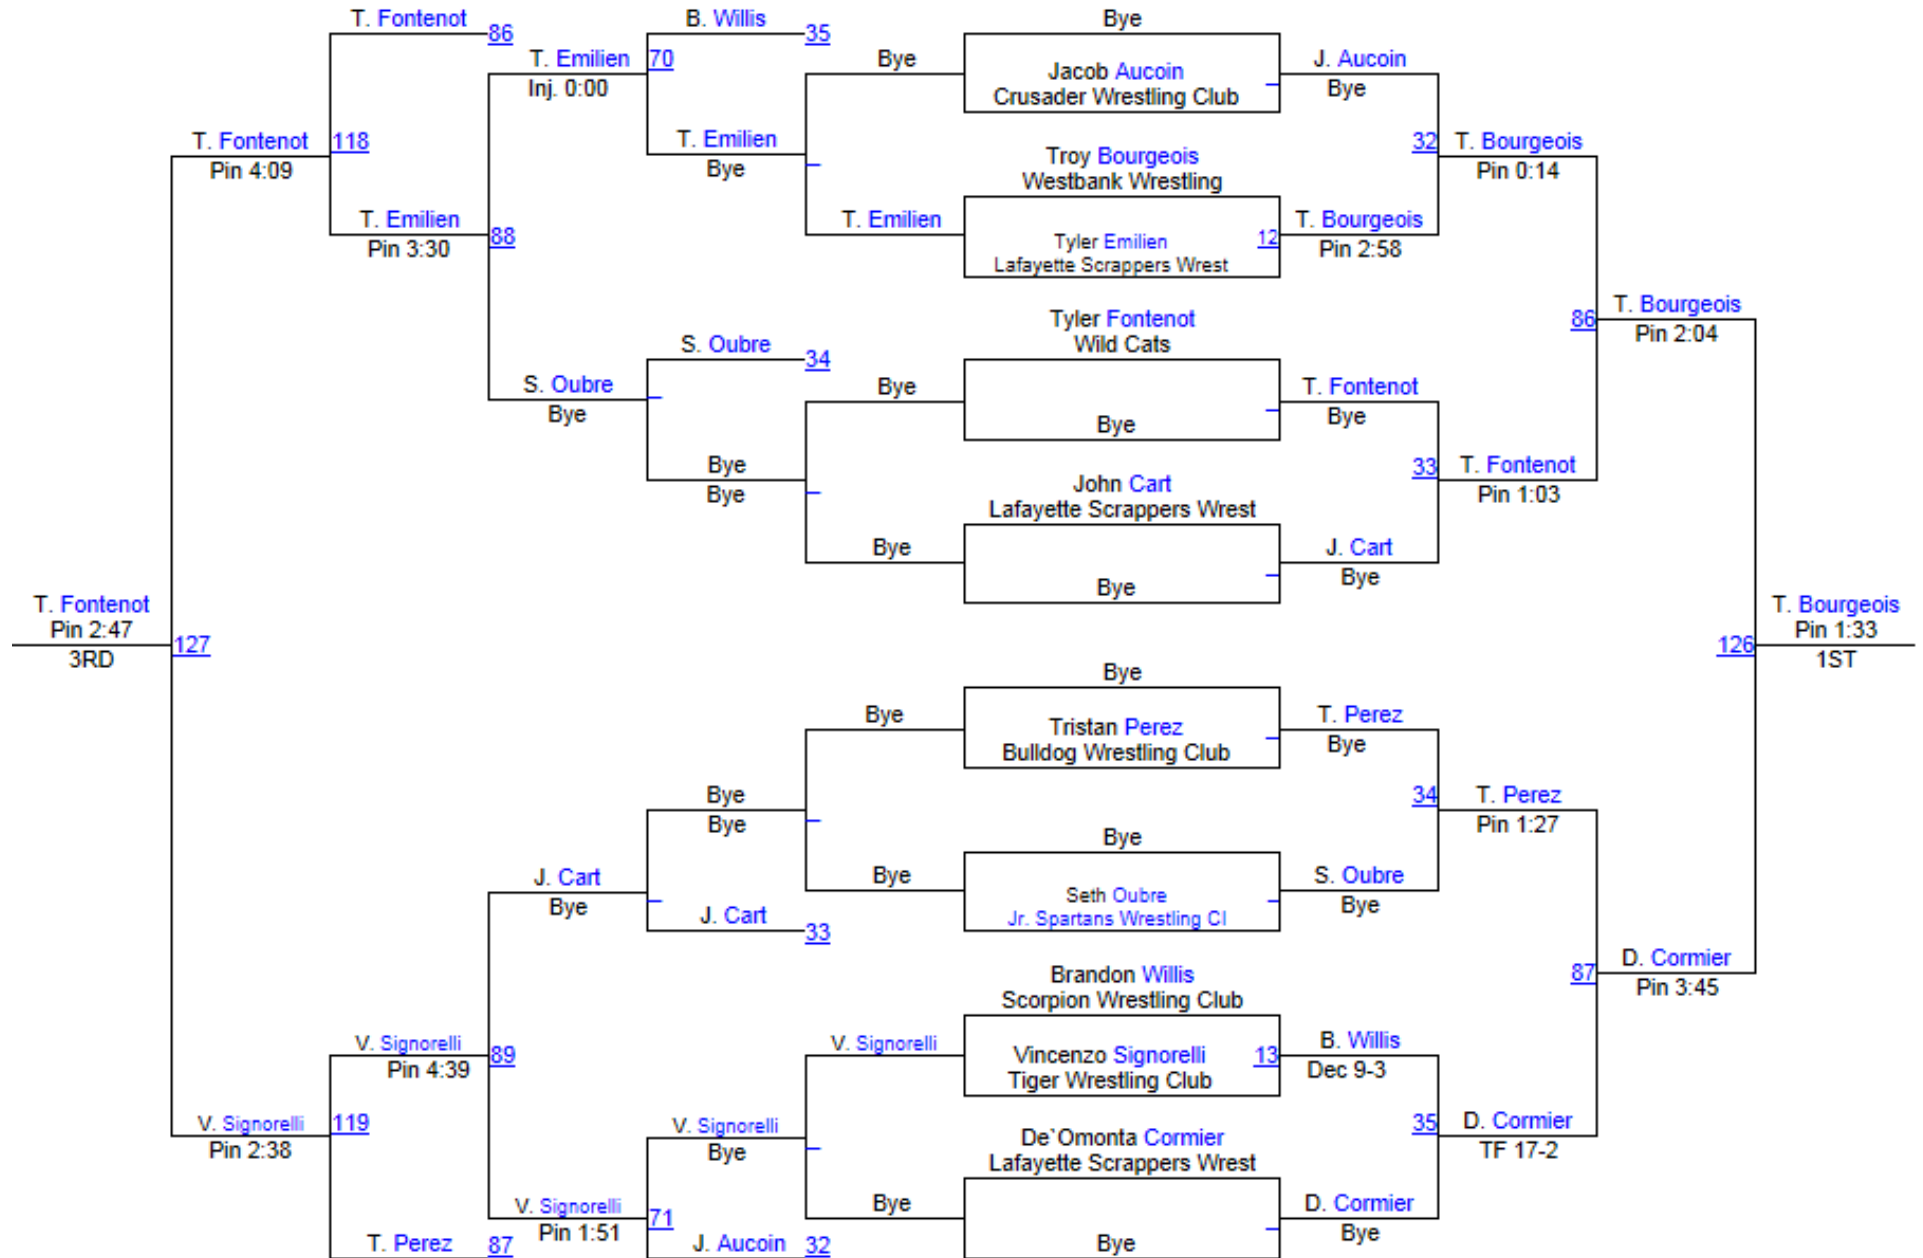 T. Fontenot
86
T. Emilien
Inj. 0:00
B. Willis
70
35
Bye
Bye
Jacob Aucoin
Crusader Wrestling Club
J. Aucoin
Bye
T. Fontenot
118
Pin 4:09
T. Emilien
Bye
Troy Bourgeois
Westbank Wrestling
32
T. Bourgeois
Pin 0:14
T. Emilien
Pin 3:30
88
T. Emilien
Tyler Emilien
Lafayette Scrappers Wrest
12
T. Bourgeois
Pin 2:58
Tyler Fontenot
Wild Cats
86
T. Bourgeois
Pin 2:04
S. Oubre
34
S. Oubre
Bye
Bye
Bye
T. Fontenot
Bye
Bye
Bye
John Cart
Lafayette Scrappers Wrest
33
T. Fontenot
Pin 1:03
Bye
Bye
J. Cart
Bye
T. Fontenot
Pin 2:47
3RD
127
126
T. Bourgeois
Pin 1:33
1ST
Bye
Bye
Tristan Perez
Bulldog Wrestling Club
T. Perez
Bye
Bye
Bye
34
T. Perez
Pin 1:27
J. Cart
Bye
J. Cart
33
Bye
Bye
Seth Oubre
Jr. Spartans Wrestling Cl
S. Oubre
Bye
87
D. Cormier
Pin 3:45
Brandon Willis
Scorpion Wrestling Club
V. Signorelli
Pin 4:39
89
V. Signorelli
Vincenzo Signorelli
Tiger Wrestling Club
13
B. Willis
Dec 9-3
V. Signorelli
Pin 2:38
119
V. Signorelli
Bye
De`Omonta Cormier
Lafayette Scrappers Wrest
35
D. Cormier
TF 17-2
V. Signorelli
Pin 1:51
71
Bye
Bye
D. Cormier
Bye
T. Perez
87
J. Aucoin
32